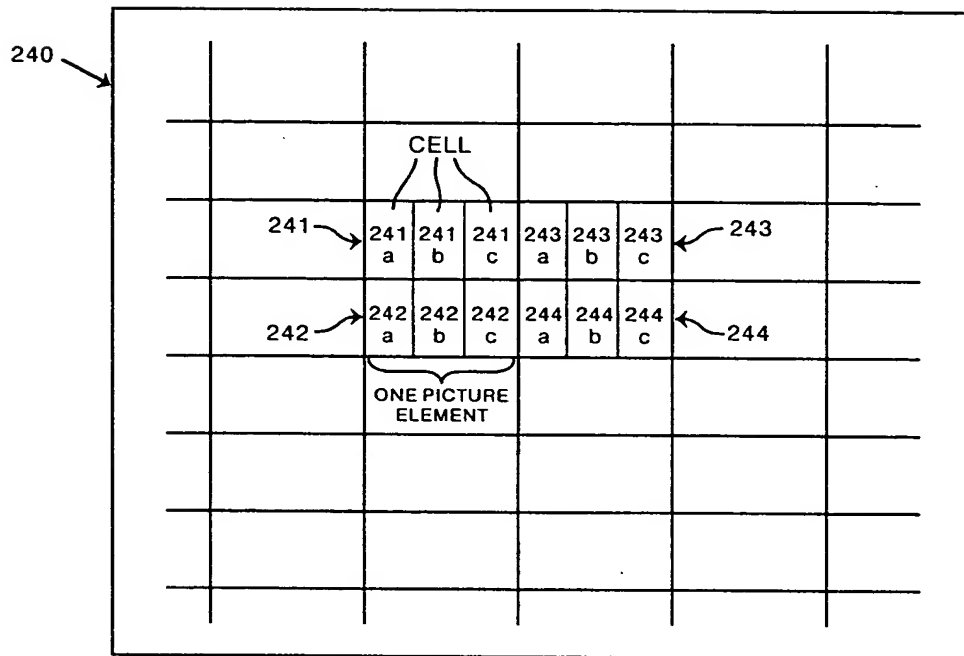 240
CELL
241
241 a
241 b
241 c
243 a
243 b
243 c
243
242
242 a
242 b
242 c
244 a
244 b
244 c
244
ONE PICTURE
ELEMENT